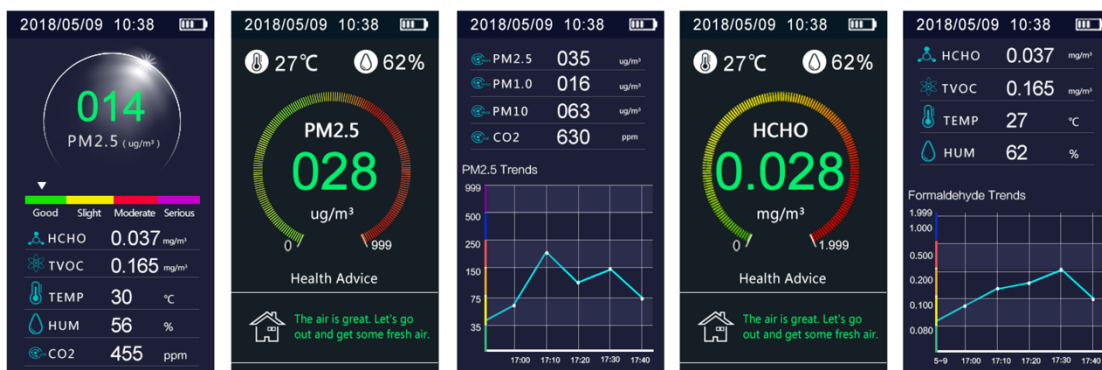 2018/05/09 10:38
014
PM2.5 (ug/m³)
Good Slight Moderate Serious
HCHO 0.037 mg/m³
TVOC 0.165 mg/m³
TEMP 30 ℃
HUM 56 %
CO2 455 ppm
2018/05/09 10:38
27℃ 62%
PM2.5
028
ug/m³
0 999
Health Advice
The air is great. Let's go
out and get some fresh air.
2018/05/09 10:38
PM2.5 035 ug/m³
PM1.0 016 ug/m³
PM10 063 ug/m³
CO2 630 ppm
PM2.5 Trends
999
500
250
150
75
35
17:00 17:10 17:20 17:30 17:40
2018/05/09 10:38
27℃ 62%
HCHO
0.028
mg/m³
0 1.999
Health Advice
The air is great. Let's go
out and get some fresh air.
2018/05/09 10:38
HCHO 0.037 mg/m³
TVOC 0.165 mg/m³
TEMP 27 ℃
HUM 62 %
Formaldehyde Trends
1.999
1.000
0.500
0.200
0.100
0.080
5-9 17:00 17:10 17:20 17:30 17:40